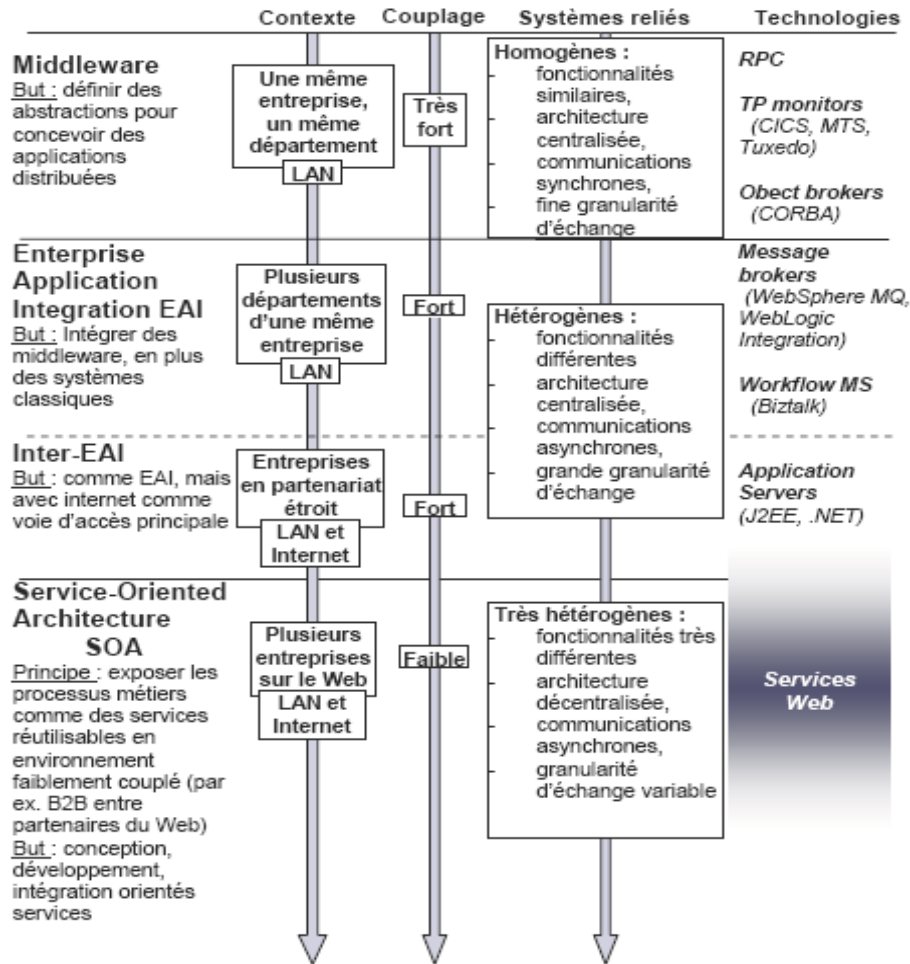 Contexte
Couplage
Systèmes reliés
Technologies
Middleware
But : définir des
abstractions pour
concevoir des
applications
distribuées
Une même
entreprise,
un même
département
LAN
Très
fort
Homogènes :
fonctionnalités
similaires,
architecture
centralisée,
communications
synchrones,
fine granularité
d'échange
RPC
TP monitors
(CICS, MTS,
Tuxedo)
Obect brokers
(CORBA)
Enterprise
Application
Integration EAI
But : Intégrer des
middleware, en plus
des systèmes
classiques
Plusieurs
départements
d'une même
entreprise
LAN
Fort
Hétérogènes :
fonctionnalités
différentes
architecture
centralisée,
communications
asynchrones,
grande granularité
d'échange
Message
brokers
(WebSphere MQ,
WebLogic
Integration)
Workflow MS
(Biztalk)
Inter-EAI
But : comme EAI, mais
avec internet comme
voie d'accès principale
Entreprises
en partenariat
étroit
LAN et
Internet
Fort
Application
Servers
(J2EE, .NET)
Service-Oriented
Architecture
SOA
Principe : exposer les
processus métiers
comme des services
réutilisables en
environnement
faiblement couplé (par
ex. B2B entre
partenaires du Web)
But : conception,
développement,
intégration orientés
services
Plusieurs
entreprises
sur le Web
LAN et
Internet
Faible
Très hétérogènes :
fonctionnalités très
différentes
architecture
décentralisée,
communications
asynchrones,
granularité
d'échange variable
Services
Web